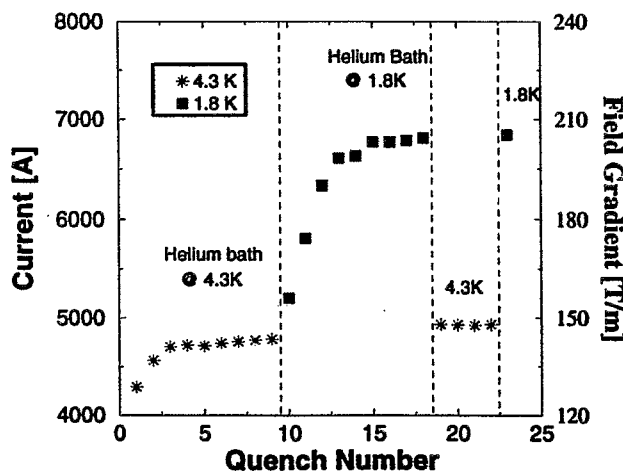 8000
7000
6000
5000
4000
Current [A]
✳ 4.3 K
■ 1.8 K
Helium bath
@ 4.3K
Helium Bath
@ 1.8K
4.3K
1.8K
240
210
180
150
120
Field Gradient [T/m]
0 5 10 15 20 25
Quench Number